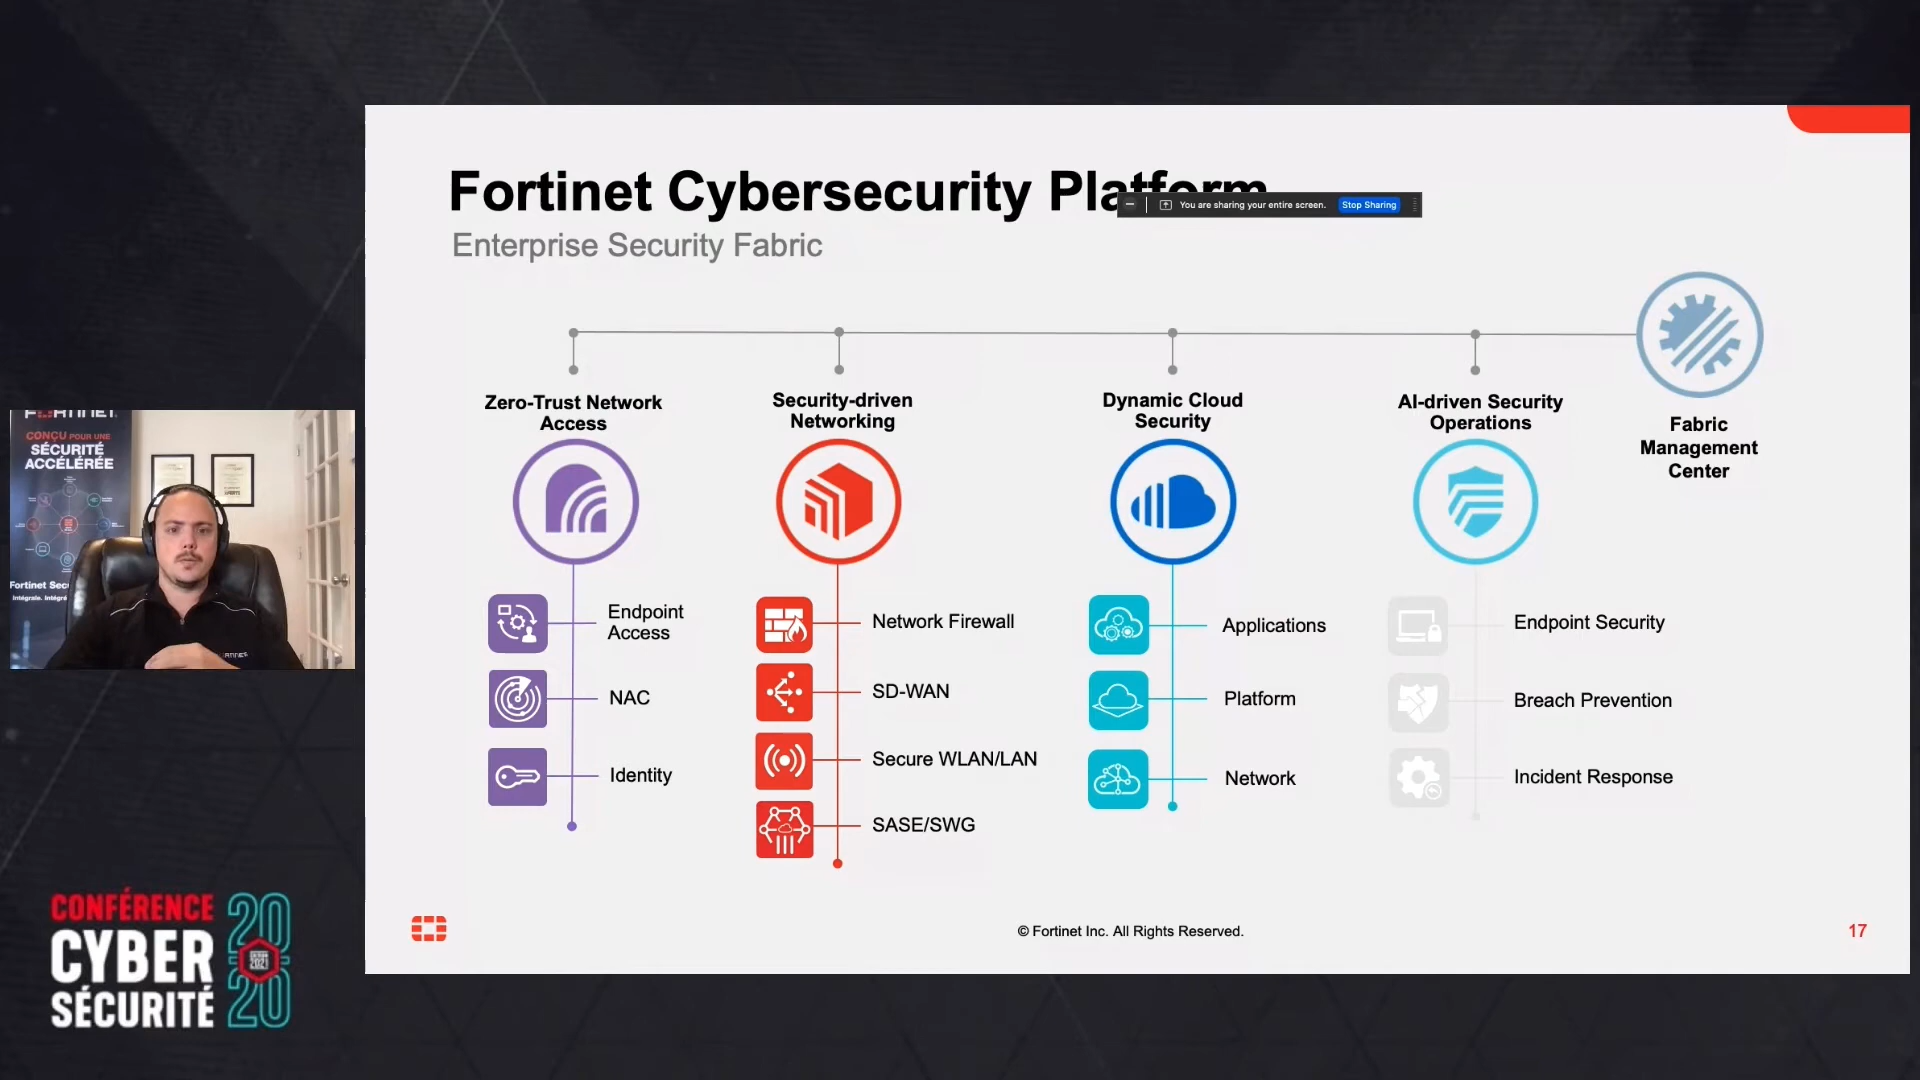 Fortinet Cybersecurity Platform
You are sharing your entire screen. Stop Sharing
Enterprise Security Fabric
Zero-Trust Network
Access
Endpoint
Access
NAC
Identity
Security-driven
Networking
Network Firewall
SD-WAN
Secure WLAN/LAN
SASE/SWG
Dynamic Cloud
Security
Applications
Platform
Network
AI-driven Security
Operations
Endpoint Security
Breach Prevention
Incident Response
Fabric
Management
Center
© Fortinet Inc. All Rights Reserved.
17
FORTINET
CONÇU POUR UNE
SÉCURITÉ
ACCÉLÉRÉE
Fortinet Secu
CONFÉRENCE
CYBER
SÉCURITÉ
20
20